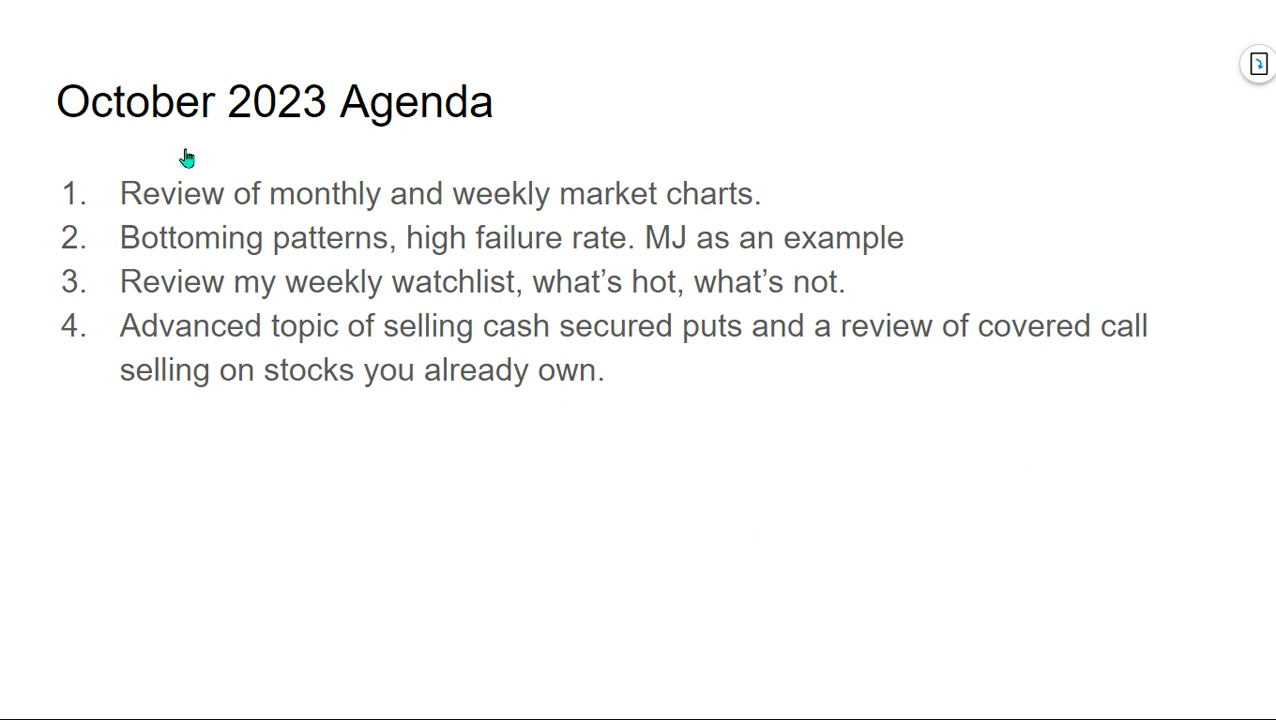 October 2023 Agenda
1. Review of monthly and weekly market charts.
2. Bottoming patterns, high failure rate. MJ as an example
3. Review my weekly watchlist, what’s hot, what’s not.
4. Advanced topic of selling cash secured puts and a review of covered call
selling on stocks you already own.